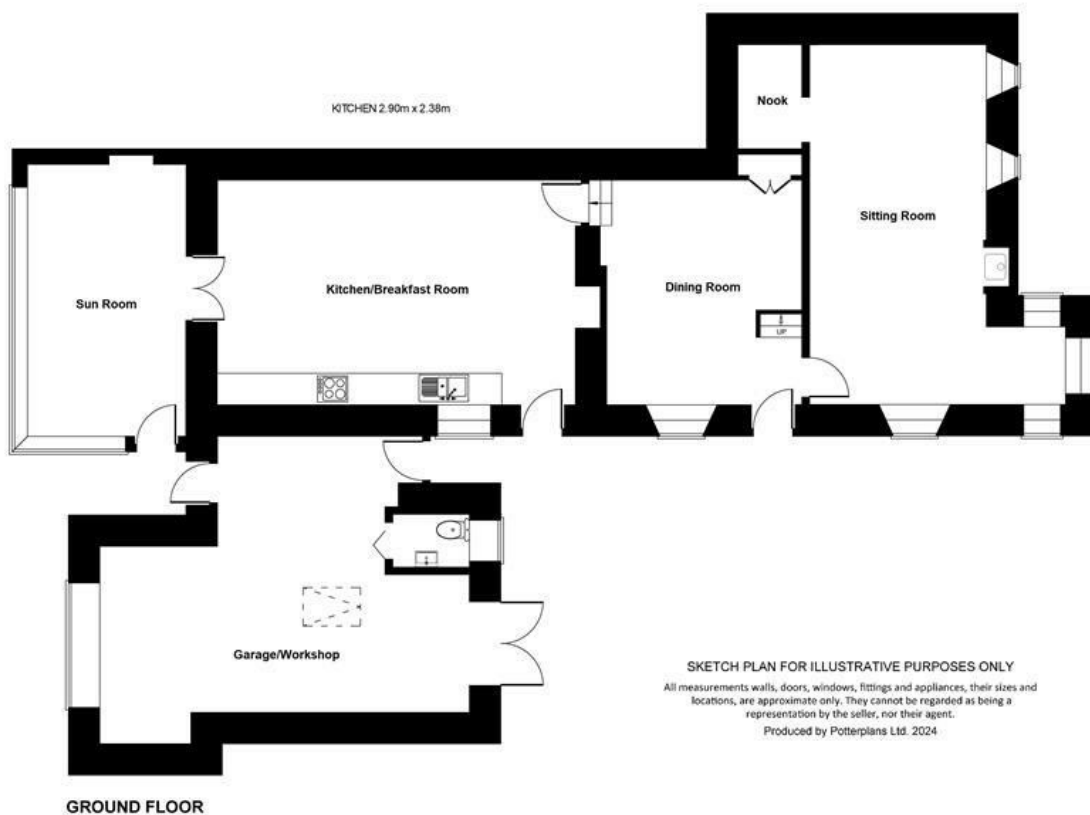 KITCHEN 2.90m x 2.38m
Nook
Sitting Room
Kitchen/Breakfast Room
Dining Room
Sun Room
UP
Garage/Workshop
SKETCH PLAN FOR ILLUSTRATIVE PURPOSES ONLY
All measurements walls, doors, windows, fittings and appliances, their sizes and
locations, are approximate only. They cannot be regarded as being a
representation by the seller, nor their agent.
Produced by Potterplans Ltd. 2024
GROUND FLOOR